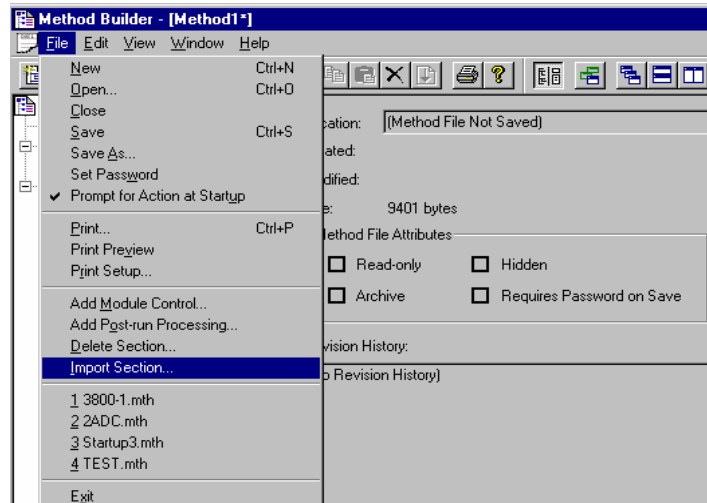 Method Builder - [Method1*]
File Edit View Window Help
New Ctrl+N
Open... Ctrl+O
Close
Save Ctrl+S
Save As...
Set Password
Prompt for Action at Startup
Print... Ctrl+P
Print Preview
Print Setup...
Add Module Control...
Add Post-run Processing...
Delete Section...
Import Section...
1 3800-1.mth
2 2ADC.mth
3 Startup3.mth
4 TEST.mth
Exit
cation: (Method File Not Saved)
ated:
dified:
e: 9401 bytes
ethod File Attributes
Read-only Hidden
Archive Requires Password on Save
vision History:
o Revision History)